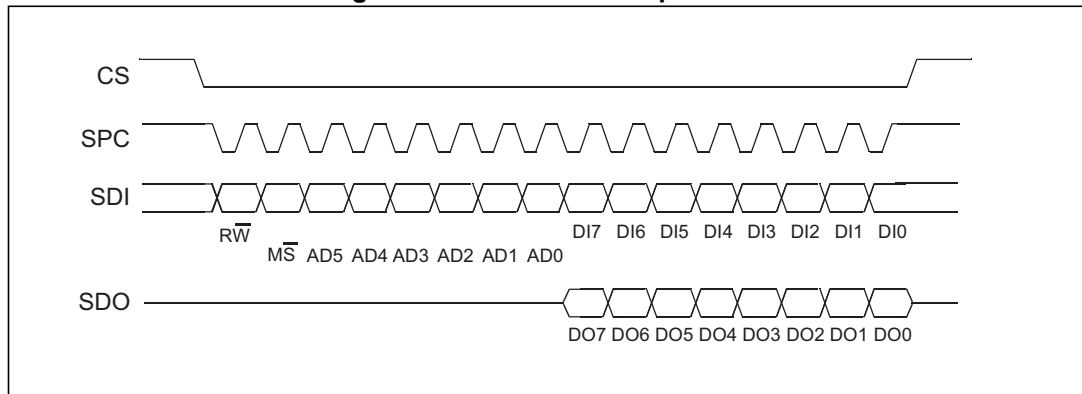 CS
SPC
SDI
RW̅
DI7 DI6 DI5 DI4 DI3 DI2 DI1 DI0
MS̅ AD5 AD4 AD3 AD2 AD1 AD0
SDO
DO7 DO6 DO5 DO4 DO3 DO2 DO1 DO0